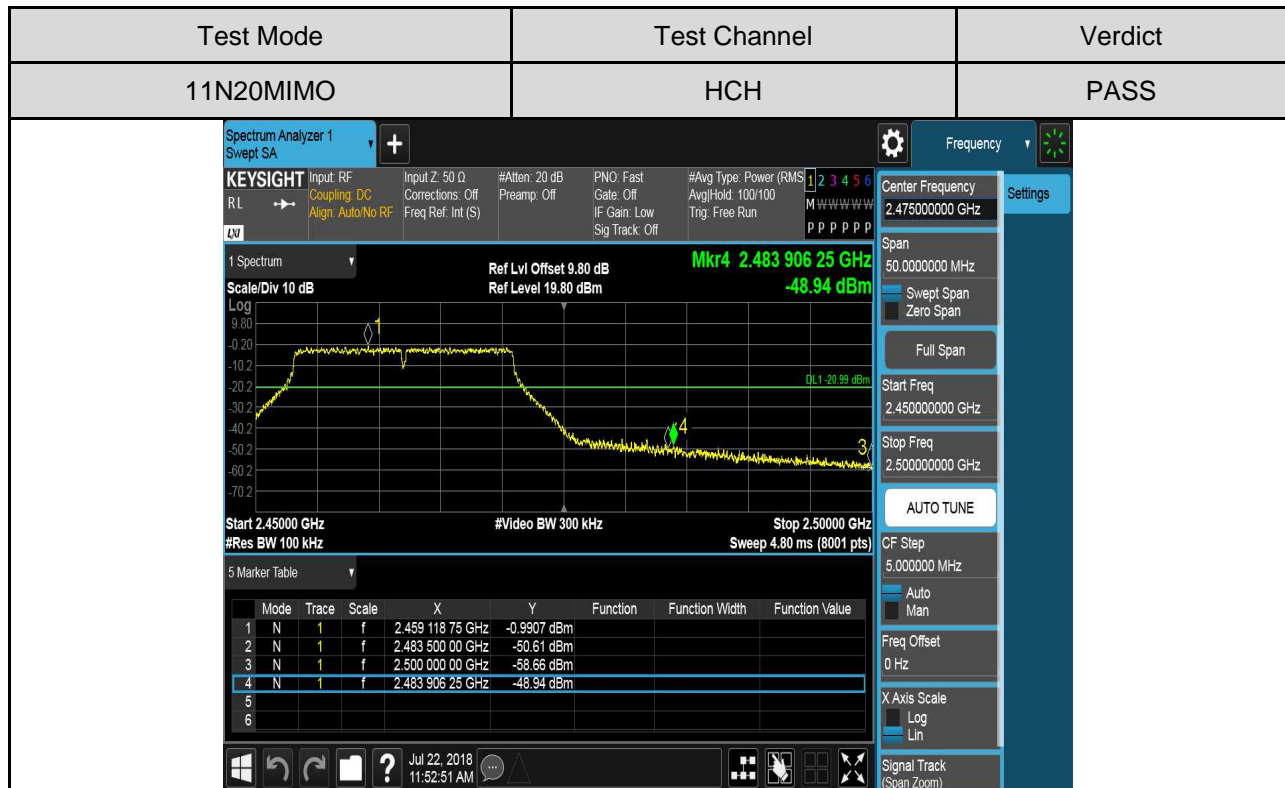 Test Mode Test Channel Verdict
11N20MIMO HCH PASS
Spectrum Analyzer 1
Swept SA
+
Frequency
KEYSIGHT Input: RF Input Z: 50 Ω #Atten: 20 dB PNO: Fast #Avg Type: Power (RMS 1 2 3 4 5 6
RL Coupling: DC Corrections: Off Preamp: Off Gate: Off Avg|Hold: 100/100 M W W W W W
Align: Auto/No RF Freq Ref: Int (S) IF Gain: Low Trig: Free Run
LXI Sig Track: Off P P P P P P
1 Spectrum
Ref Lvl Offset 9.80 dB Mkr4 2.483 906 25 GHz
Scale/Div 10 dB Ref Level 19.80 dBm -48.94 dBm
Log
9.80
-0.20
-10.2
-20.2
-30.2
-40.2
-50.2
-60.2
-70.2
1
DL1 -20.99 dBm
4
3
Start 2.45000 GHz #Video BW 300 kHz Stop 2.50000 GHz
#Res BW 100 kHz Sweep 4.80 ms (8001 pts)
5 Marker Table
Mode Trace Scale X Y Function Function Width Function Value
1 N 1 f 2.459 118 75 GHz -0.9907 dBm
2 N 1 f 2.483 500 00 GHz -50.61 dBm
3 N 1 f 2.500 000 00 GHz -58.66 dBm
4 N 1 f 2.483 906 25 GHz -48.94 dBm
5
6
?
Jul 22, 2018
11:52:51 AM
Center Frequency
2.475000000 GHz
Settings
Span
50.0000000 MHz
Swept Span
Zero Span
Full Span
Start Freq
2.450000000 GHz
Stop Freq
2.500000000 GHz
AUTO TUNE
CF Step
5.000000 MHz
Auto
Man
Freq Offset
0 Hz
X Axis Scale
Log
Lin
Signal Track
(Span Zoom)